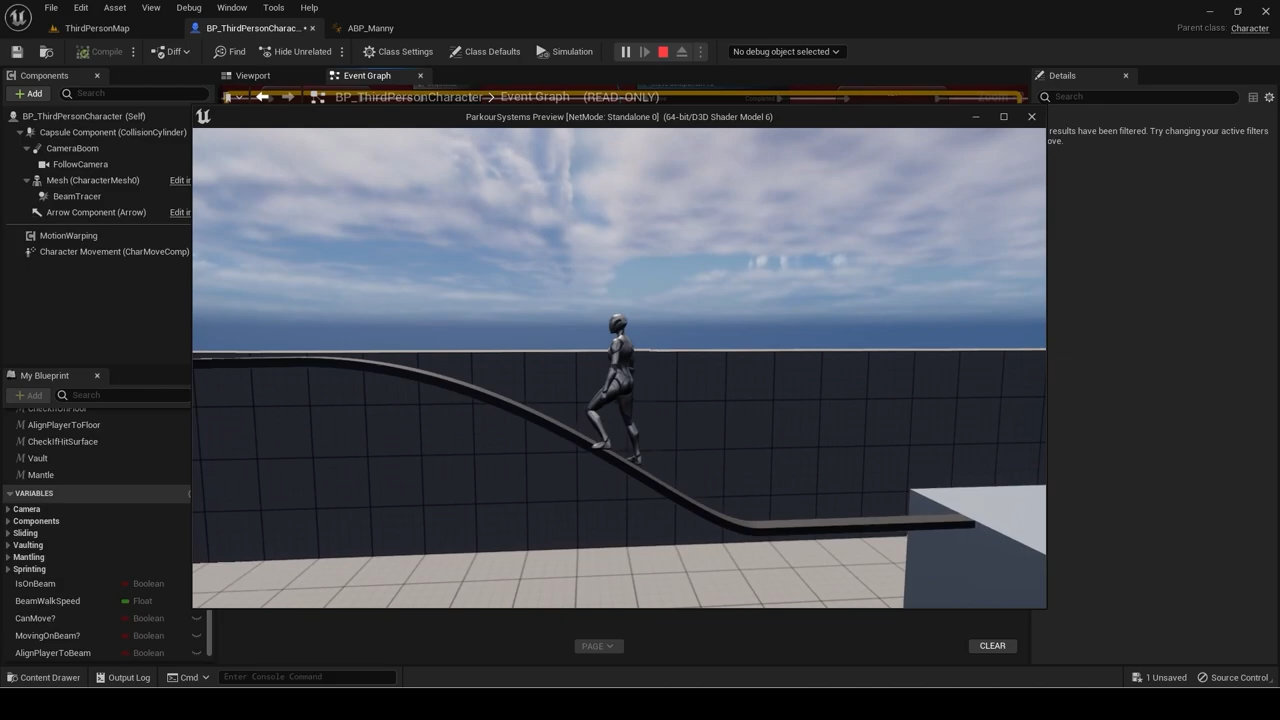 File Edit Asset View Debug Window Tools Help
ThirdPersonMap BP_ThirdPersonCharac... • BP_Manny
Parent class: Character
Compile Diff Find Hide Unrelated Class Settings Class Defaults Simulation No debug object selected
Components Viewport Event Graph Details
Add Search BP_ThirdPersonCharacter > Event Graph (READ-ONLY) Search
BP_ThirdPersonCharacter (Self)
ParkourSystems Preview [NetMode: Standalone 0] (64-bit/D3D Shader Model 6)
Capsule Component (CollisionCylinder)
results have been filtered. Try changing your active filters
ove.
CameraBoom
FollowCamera
Mesh (CharacterMesh0) Edit in
BeamTracer
Arrow Component (Arrow) Edit in
MotionWarping
Character Movement (CharMoveComp)
My Blueprint
Add Search
AlignPlayerToFloor
CheckIfHitSurface
Vault
Mantle
VARIABLES
Camera
Components
Sliding
Vaulting
Mantling
Sprinting
IsOnBeam Boolean
BeamWalkSpeed Float
CanMove? Boolean
MovingOnBeam? Boolean
AlignPlayerToBeam Boolean
PAGE CLEAR
Content Drawer Output Log Cmd Enter Console Command 1 Unsaved Source Control